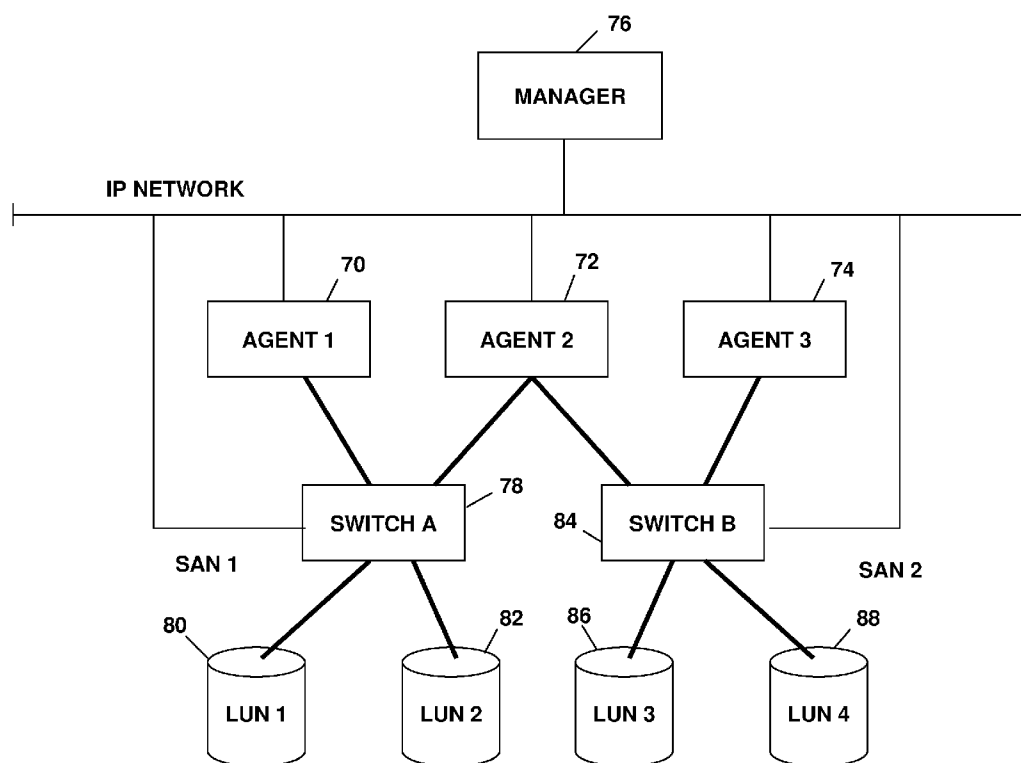 76
MANAGER
IP NETWORK
70
72
74
AGENT 1
AGENT 2
AGENT 3
78
SWITCH A
84
SWITCH B
SAN 1
SAN 2
80
82
86
88
LUN 1
LUN 2
LUN 3
LUN 4